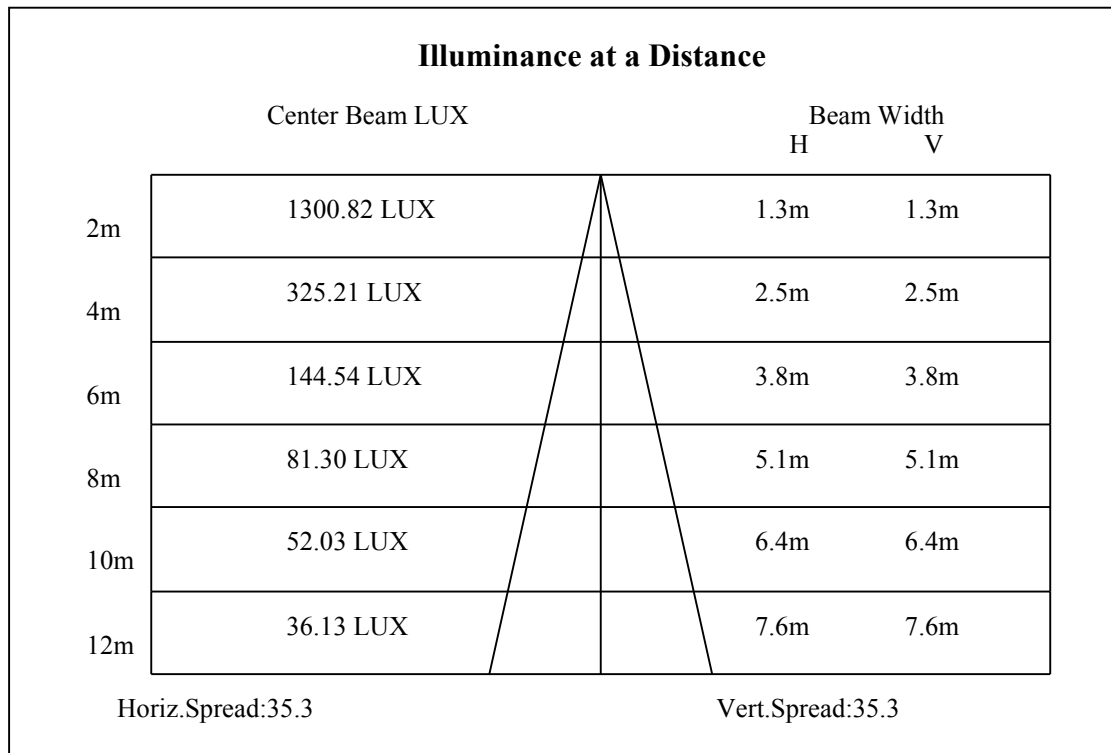 Illuminance at a Distance
Center Beam LUX Beam Width
H V
2m 1300.82 LUX 1.3m 1.3m
4m 325.21 LUX 2.5m 2.5m
6m 144.54 LUX 3.8m 3.8m
8m 81.30 LUX 5.1m 5.1m
10m 52.03 LUX 6.4m 6.4m
12m 36.13 LUX 7.6m 7.6m
Horiz.Spread:35.3 Vert.Spread:35.3